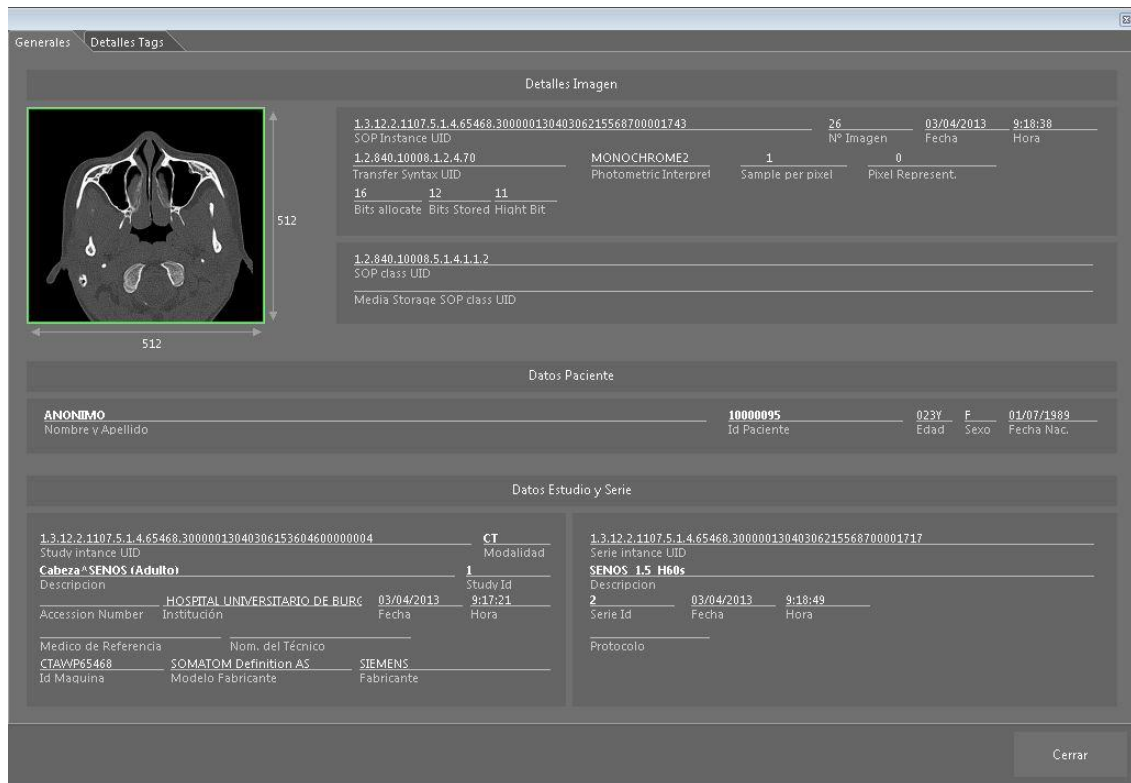 Generales Detalles Tags
Detalles Imagen
1.3.12.2.1107.5.1.4.65468.30000013040306215568700001743 26 03/04/2013 9:18:38
SOP Instance UID Nº Imagen Fecha Hora
1.2.840.10008.1.2.4.70 MONOCHROME2 1 0
Transfer Syntax UID Photometric Interpret Sample per pixel Pixel Represent.
16 12 11
Bits allocate Bits Stored Hight Bit
512
1.2.840.10008.5.1.4.1.1.2
SOP class UID
Media Storage SOP class UID
512
Datos Paciente
ANONIMO 10000095 023Y F 01/07/1989
Nombre y Apellido Id Paciente Edad Sexo Fecha Nac.
Datos Estudio y Serie
1.3.12.2.1107.5.1.4.65468.30000013040306153604600000004 CT
Study intance UID Modalidad
Cabeza^SENOS (Adulto) 1
Descripcion Study Id
HOSPITAL UNIVERSITARIO DE BURG 03/04/2013 9:17:21
Accession Number Institución Fecha Hora
Medico de Referencia Nom. del Técnico
CTAWP65468 SOMATOM Definition AS SIEMENS
Id Maquina Modelo Fabricante Fabricante
1.3.12.2.1107.5.1.4.65468.30000013040306215568700001717
Serie intance UID
SENOS 1.5 H60s
Descripcion
2 03/04/2013 9:18:49
Serie Id Fecha Hora
Protocolo
Cerrar